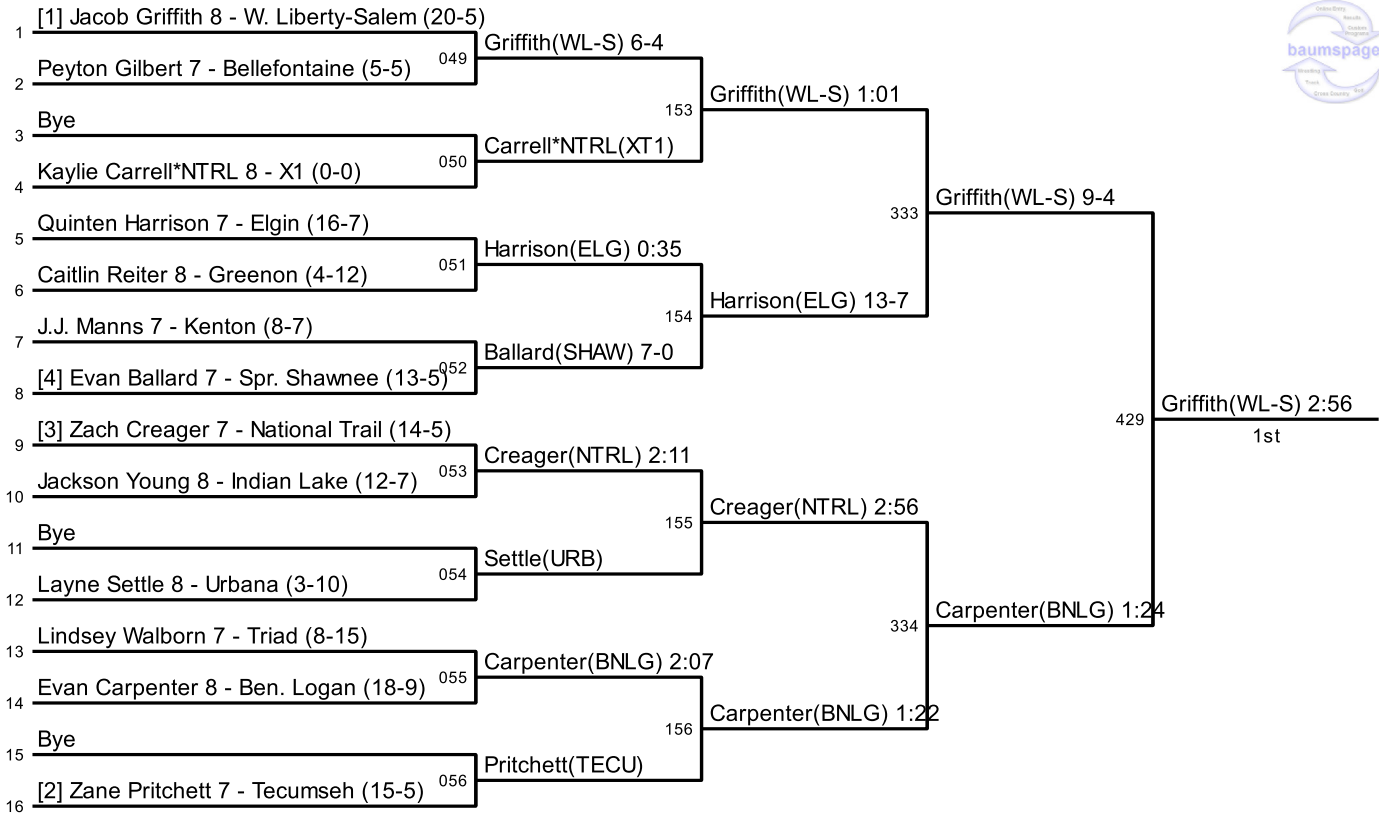 [1] Jacob Griffith 8 - W. Liberty-Salem (20-5)
1
Peyton Gilbert 7 - Bellefontaine (5-5)
2
Bye
3
Kaylie Carrell*NTRL 8 - X1 (0-0)
4
Quinten Harrison 7 - Elgin (16-7)
5
Caitlin Reiter 8 - Greenon (4-12)
6
J.J. Manns 7 - Kenton (8-7)
7
[4] Evan Ballard 7 - Spr. Shawnee (13-5)
8
[3] Zach Creager 7 - National Trail (14-5)
9
Jackson Young 8 - Indian Lake (12-7)
10
Bye
11
Layne Settle 8 - Urbana (3-10)
12
Lindsey Walborn 7 - Triad (8-15)
13
Evan Carpenter 8 - Ben. Logan (18-9)
14
Bye
15
[2] Zane Pritchett 7 - Tecumseh (15-5)
16
049
Griffith(WL-S) 6-4
050
Carrell*NTRL(XT1)
051
Harrison(ELG) 0:35
052
Ballard(SHAW) 7-0
053
Creager(NTRL) 2:11
054
Settle(URB)
055
Carpenter(BNLG) 2:07
056
Pritchett(TECU)
153
Griffith(WL-S) 1:01
154
Harrison(ELG) 13-7
155
Creager(NTRL) 2:56
156
Carpenter(BNLG) 1:22
333
Griffith(WL-S) 9-4
334
Carpenter(BNLG) 1:24
429
Griffith(WL-S) 2:56
1st
baumspage